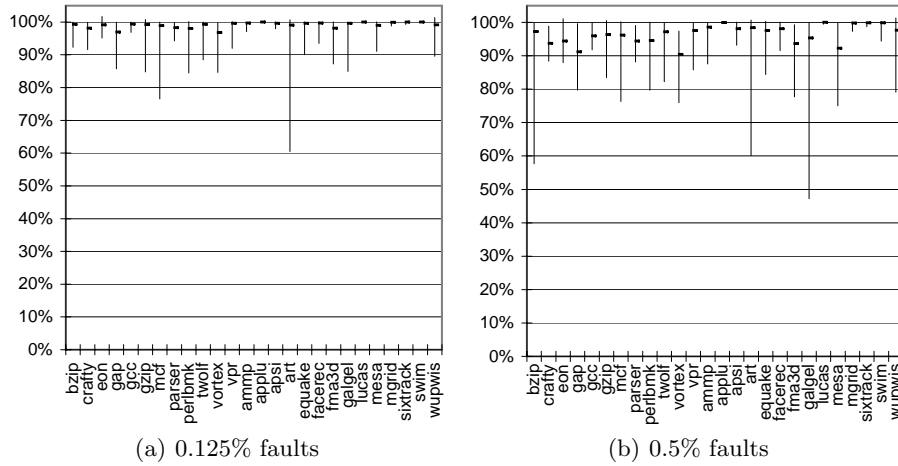 100%
90%
80%
70%
60%
50%
40%
30%
20%
10%
0%
bzip
crafty
eon
gap
gcc
gzip
mcf
parser
perlbmk
twolf
vortex
vpr
ammp
applu
apsi
art
equake
facerec
fma3d
galgel
lucas
mesa
mgrid
sixtrack
swim
wupwis
(a) 0.125% faults
100%
90%
80%
70%
60%
50%
40%
30%
20%
10%
0%
bzip
crafty
eon
gap
gcc
gzip
mcf
parser
perlbmk
twolf
vortex
vpr
ammp
applu
apsi
art
equake
facerec
fma3d
galgel
lucas
mesa
mgrid
sixtrack
swim
wupwis
(b) 0.5% faults